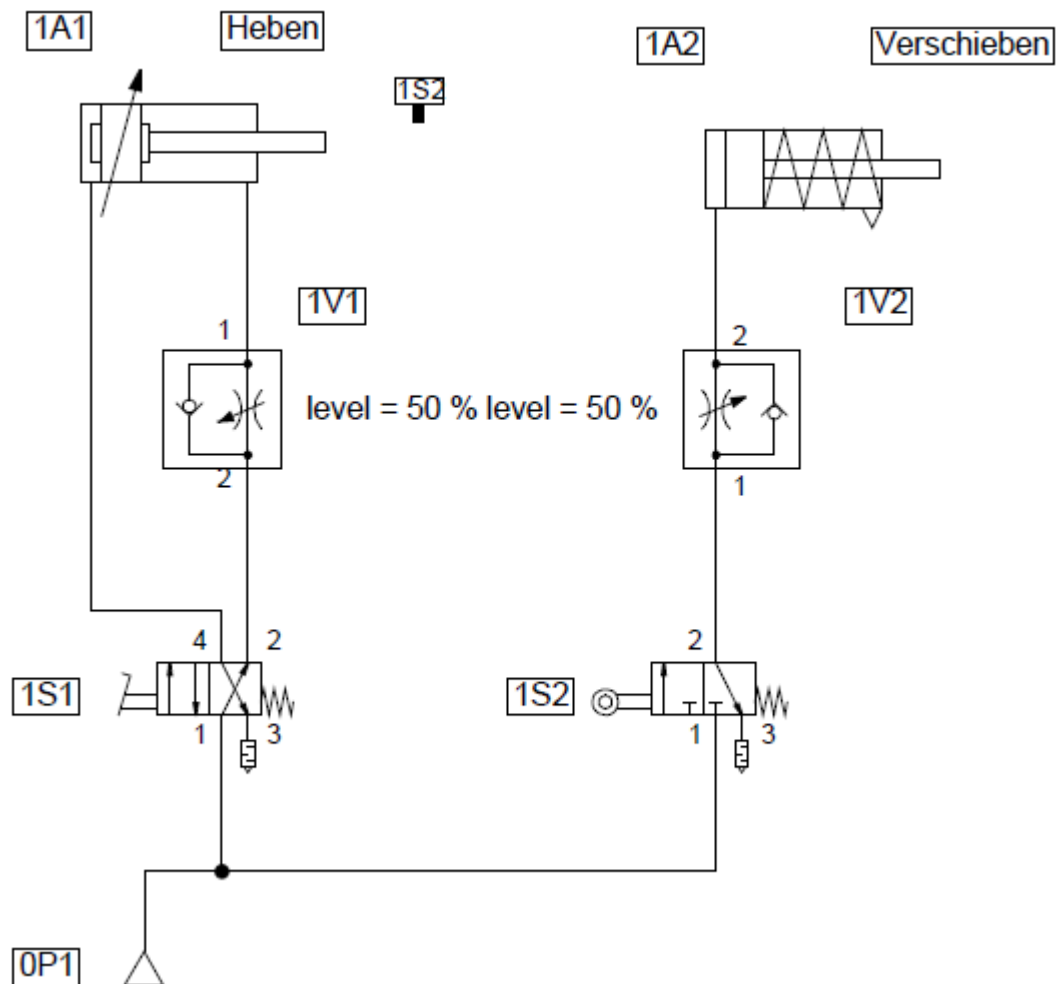 1A1 Heben
1S2
1A2 Verschieben
1V1
1V2
1
2
level = 50 % level = 50 %
2
1
4 2
2
1S1
1S2
1 3
1 3
0P1